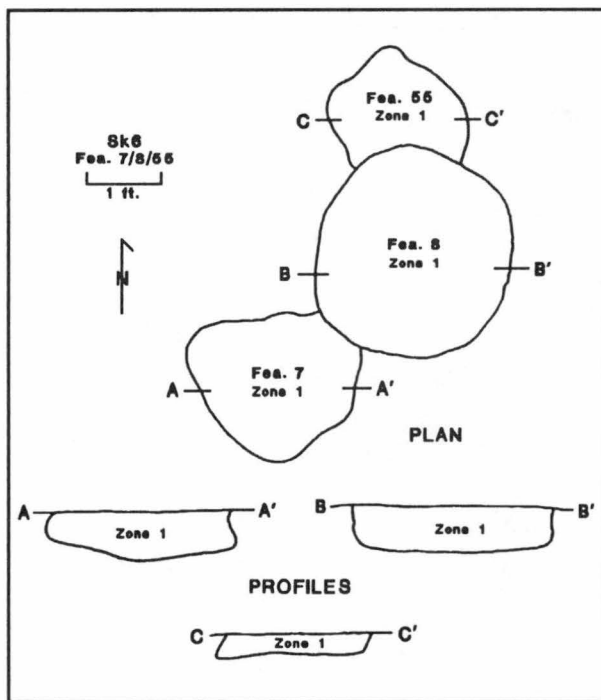 Fea. 55
Zone 1
C
C'
Sk6
Fea. 7/8/55
1 ft.
N
Fea. 8
Zone 1
B
B'
Fea. 7
Zone 1
A
A'
PLAN
A
Zone 1
A'
B
Zone 1
B'
PROFILES
C
Zone 1
C'